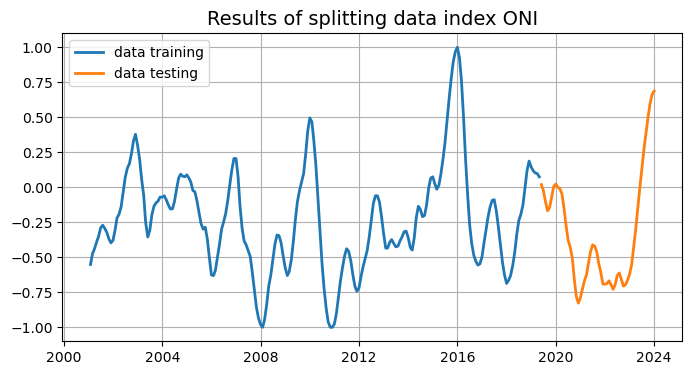 Results of splitting data index ONI
data training
data testing
1.00
0.75
0.50
0.25
0.00
−0.25
−0.50
−0.75
−1.00
2000 2004 2008 2012 2016 2020 2024